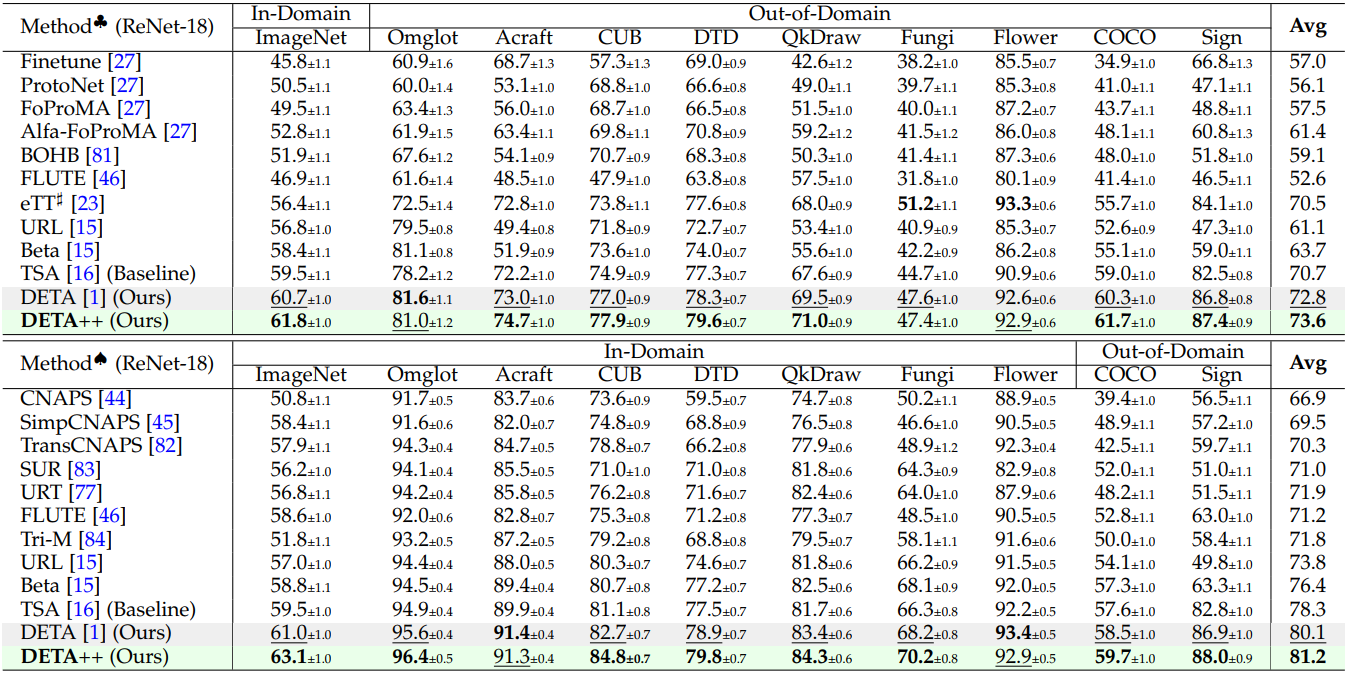 Method♣ (ReNet-18) In-Domain Out-of-Domain Avg
ImageNet Omglot Acraft CUB DTD QkDraw Fungi Flower COCO Sign
Finetune [27] 45.8±1.1 60.9±1.6 68.7±1.3 57.3±1.3 69.0±0.9 42.6±1.2 38.2±1.0 85.5±0.7 34.9±1.0 66.8±1.3 57.0
ProtoNet [27] 50.5±1.1 60.0±1.4 53.1±1.0 68.8±1.0 66.6±0.8 49.0±1.1 39.7±1.1 85.3±0.8 41.0±1.1 47.1±1.1 56.1
FoProMA [27] 49.5±1.1 63.4±1.3 56.0±1.0 68.7±1.0 66.5±0.8 51.5±1.0 40.0±1.1 87.2±0.7 43.7±1.1 48.8±1.1 57.5
Alfa-FoProMA [27] 52.8±1.1 61.9±1.5 63.4±1.1 69.8±1.1 70.8±0.9 59.2±1.2 41.5±1.2 86.0±0.8 48.1±1.1 60.8±1.3 61.4
BOHB [81] 51.9±1.1 67.6±1.2 54.1±0.9 70.7±0.9 68.3±0.8 50.3±1.0 41.4±1.1 87.3±0.6 48.0±1.0 51.8±1.0 59.1
FLUTE [46] 46.9±1.1 61.6±1.4 48.5±1.0 47.9±1.0 63.8±0.8 57.5±1.0 31.8±1.0 80.1±0.9 41.4±1.0 46.5±1.1 52.6
eTT♯ [23] 56.4±1.1 72.5±1.4 72.8±1.0 73.8±1.1 77.6±0.8 68.0±0.9 51.2±1.1 93.3±0.6 55.7±1.0 84.1±1.0 70.5
URL [15] 56.8±1.0 79.5±0.8 49.4±0.8 71.8±0.9 72.7±0.7 53.4±1.0 40.9±0.9 85.3±0.7 52.6±0.9 47.3±1.0 61.1
Beta [15] 58.4±1.1 81.1±0.8 51.9±0.9 73.6±1.0 74.0±0.7 55.6±1.0 42.2±0.9 86.2±0.8 55.1±1.0 59.0±1.1 63.7
TSA [16] (Baseline) 59.5±1.1 78.2±1.2 72.2±1.0 74.9±0.9 77.3±0.7 67.6±0.9 44.7±1.0 90.9±0.6 59.0±1.0 82.5±0.8 70.7
DETA [1] (Ours) 60.7±1.0 81.6±1.1 73.0±1.0 77.0±0.9 78.3±0.7 69.5±0.9 47.6±1.0 92.6±0.6 60.3±1.0 86.8±0.8 72.8
DETA++ (Ours) 61.8±1.0 81.0±1.2 74.7±1.0 77.9±0.9 79.6±0.7 71.0±0.9 47.4±1.0 92.9±0.6 61.7±1.0 87.4±0.9 73.6
Method♠ (ReNet-18) In-Domain Out-of-Domain Avg
ImageNet Omglot Acraft CUB DTD QkDraw Fungi Flower COCO Sign
CNAPS [44] 50.8±1.1 91.7±0.5 83.7±0.6 73.6±0.9 59.5±0.7 74.7±0.8 50.2±1.1 88.9±0.5 39.4±1.0 56.5±1.1 66.9
SimpCNAPS [45] 58.4±1.1 91.6±0.6 82.0±0.7 74.8±0.9 68.8±0.9 76.5±0.8 46.6±1.0 90.5±0.5 48.9±1.1 57.2±1.0 69.5
TransCNAPS [82] 57.9±1.1 94.3±0.4 84.7±0.5 78.8±0.7 66.2±0.8 77.9±0.6 48.9±1.2 92.3±0.4 42.5±1.1 59.7±1.1 70.3
SUR [83] 56.2±1.0 94.1±0.4 85.5±0.5 71.0±1.0 71.0±0.8 81.8±0.6 64.3±0.9 82.9±0.8 52.0±1.1 51.0±1.1 71.0
URT [77] 56.8±1.1 94.2±0.4 85.8±0.5 76.2±0.8 71.6±0.7 82.4±0.6 64.0±1.0 87.9±0.6 48.2±1.1 51.5±1.1 71.9
FLUTE [46] 58.6±1.0 92.0±0.6 82.8±0.7 75.3±0.8 71.2±0.8 77.3±0.7 48.5±1.0 90.5±0.5 52.8±1.1 63.0±1.0 71.2
Tri-M [84] 51.8±1.1 93.2±0.5 87.2±0.5 79.2±0.8 68.8±0.8 79.5±0.7 58.1±1.1 91.6±0.6 50.0±1.0 58.4±1.1 71.8
URL [15] 57.0±1.0 94.4±0.4 88.0±0.5 80.3±0.7 74.6±0.7 81.8±0.6 66.2±0.9 91.5±0.5 54.1±1.0 49.8±1.0 73.8
Beta [15] 58.8±1.1 94.5±0.4 89.4±0.4 80.7±0.8 77.2±0.7 82.5±0.6 68.1±0.9 92.0±0.5 57.3±1.0 63.3±1.1 76.4
TSA [16] (Baseline) 59.5±1.0 94.9±0.4 89.9±0.4 81.1±0.8 77.5±0.7 81.7±0.6 66.3±0.8 92.2±0.5 57.6±1.0 82.8±1.0 78.3
DETA [1] (Ours) 61.0±1.0 95.6±0.4 91.4±0.4 82.7±0.7 78.9±0.7 83.4±0.6 68.2±0.8 93.4±0.5 58.5±1.0 86.9±1.0 80.1
DETA++ (Ours) 63.1±1.0 96.4±0.5 91.3±0.4 84.8±0.7 79.8±0.7 84.3±0.6 70.2±0.8 92.9±0.5 59.7±1.0 88.0±0.9 81.2